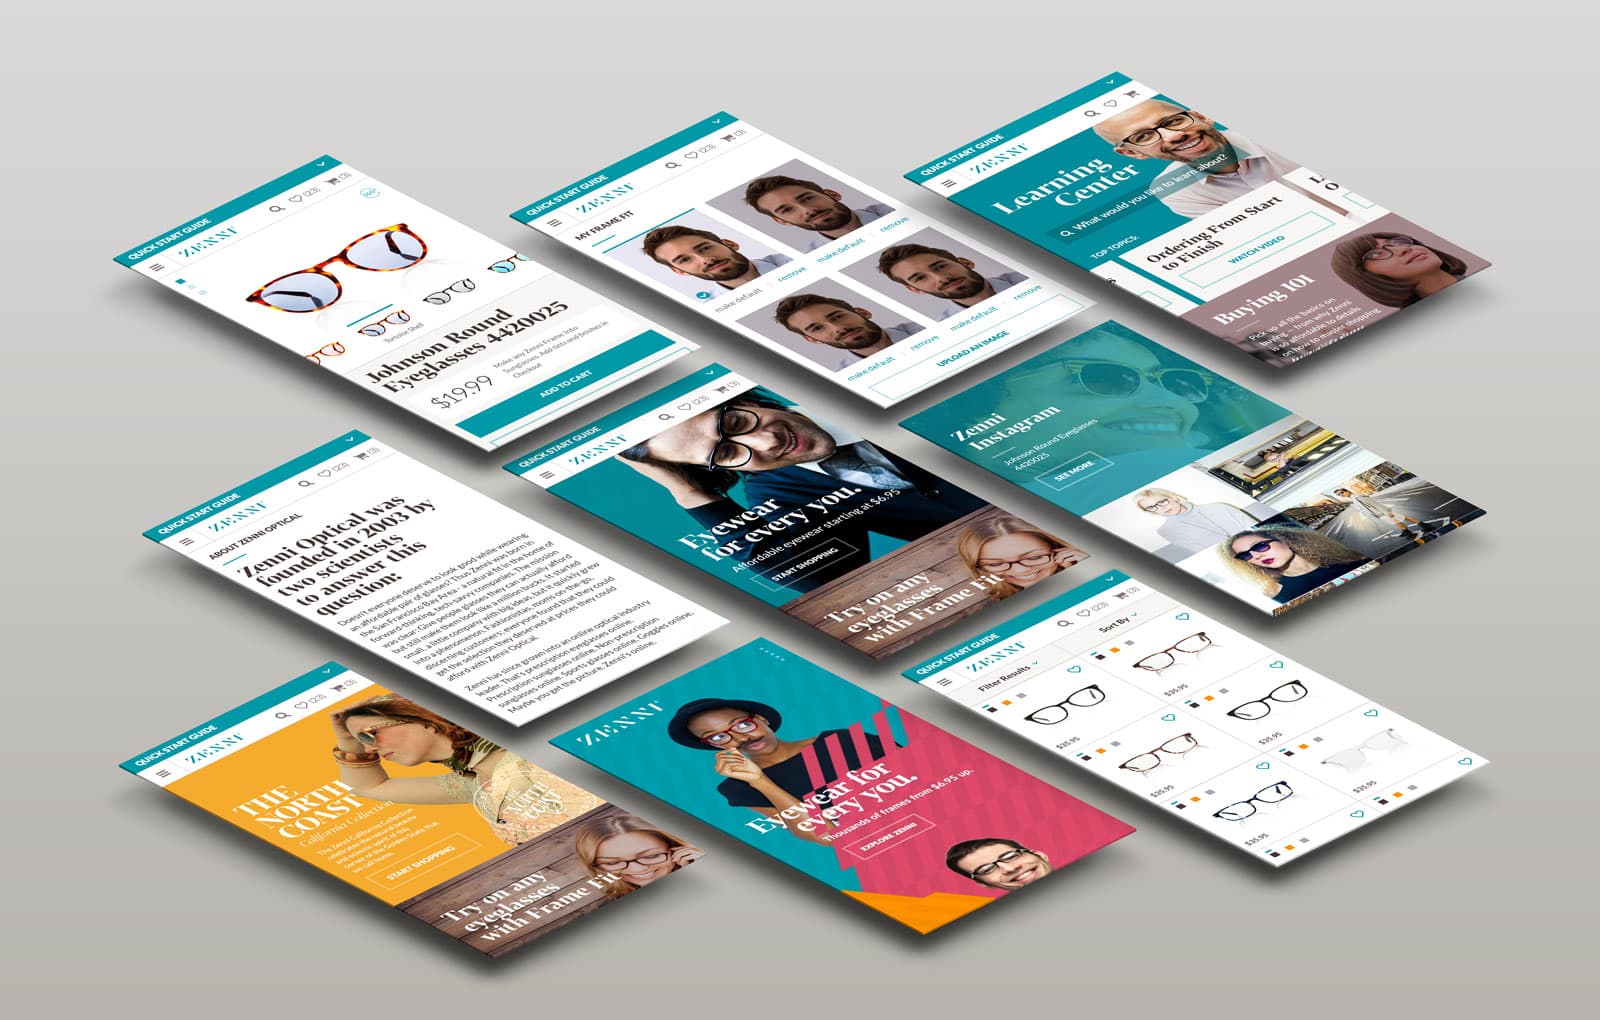 QUICK START GUIDE
ZENNI
(23)
(3)
360°
Tortoise Shell
Johnson Round
Eyeglasses 4420025
$19.99
Make any Zenni Frame into
Sunglasses. Add tints and finishes in
Checkout
ADD TO CART
QUICK START GUIDE
ZENNI
(23)
(3)
MY FRAME FIT
make default
remove
make default
remove
make default
remove
make default
remove
UPLOAD AN IMAGE
QUICK START GUIDE
ZENNI
Learning
Center
What would you like to learn about?
TOP TOPICS:
Ordering From Start
to Finish
WATCH VIDEO
Buying 101
Pick up all the basics on
buying – from why Zenni
is so affordable to details
on how to master shopping
QUICK START GUIDE
ZENNI
(23)
(3)
ABOUT ZENNI OPTICAL
Zenni Optical was
founded in 2003 by
two scientists
to answer this
question:
Doesn't everyone deserve to look good while wearing
an affordable pair of glasses? Thus Zenni was born in
the San Francisco Bay Area – a natural fit in the home of
forward-thinking, tech-savvy companies. The mission
was clear: Give people glasses they can actually afford
but still make them look like a million bucks. It started
small, a little company with big ideas, but it quickly grew
into a phenomenon. Fashionistas, moms on-the-go,
discerning customers; everyone found that they could
get the selection they deserved at prices they could
afford with Zenni Optical.
Zenni has since grown into an online optical industry
leader. That's prescription eyeglasses online.
Prescription sunglasses online. Non-prescription
sunglasses online. Sports glasses online. Goggles online.
Maybe you get the picture. Zenni's online.
QUICK START GUIDE
ZENNI
(23)
(3)
Eyewear
for every you.
Affordable eyewear starting at $6.95
START SHOPPING
Try on any
eyeglasses
with Frame Fit
Zenni
Instagram
Johnson Round Eyeglasses
4420025
SEE MORE
QUICK START GUIDE
ZENNI
(23)
(3)
THE
NORTH
COAST
California Collection
The Zenni California Collection
celebrates the natural beauty
and eclectic spirit of this
corner of the Golden State that
we call home.
START SHOPPING
NORTH
COAST
Try on any
eyeglasses
with Frame Fit
ZENNI
Eyewear for
every you.
Thousands of frames from $6.95 up.
EXPLORE ZENNI
QUICK START GUIDE
ZENNI
(23)
(3)
Filter Results
Sort By
$35.95
$35.95
$35.95
$35.95
$35.95
$35.95